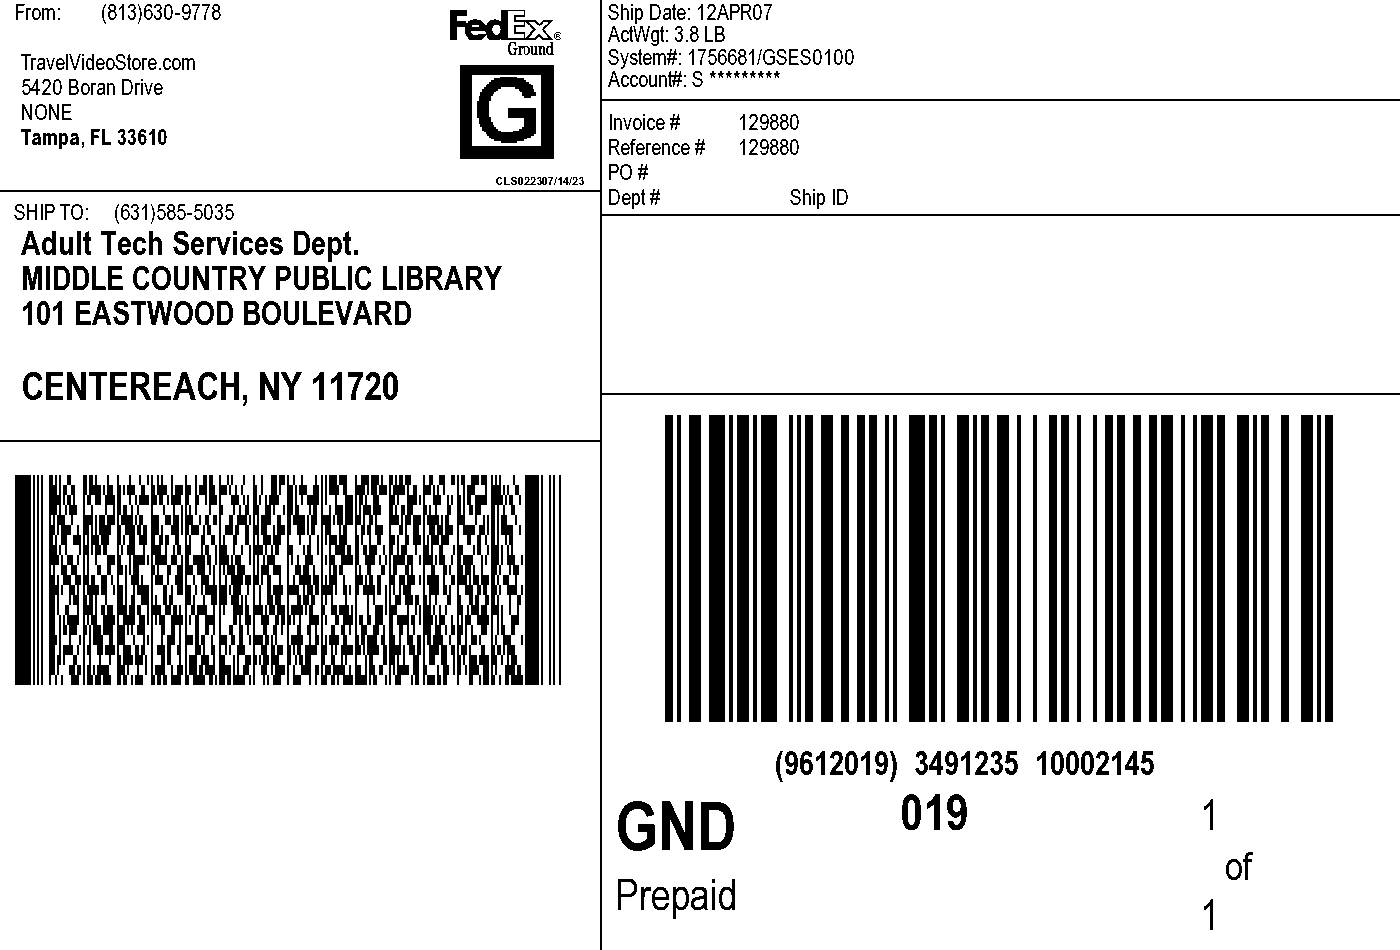 From: (813)630-9778
TravelVideoStore.com
5420 Boran Drive
NONE
Tampa, FL 33610
FedEx®
Ground
G
CLS022307/14/23
SHIP TO: (631)585-5035
Adult Tech Services Dept.
MIDDLE COUNTRY PUBLIC LIBRARY
101 EASTWOOD BOULEVARD
CENTEREACH, NY 11720
Ship Date: 12APR07
ActWgt: 3.8 LB
System#: 1756681/GSES0100
Account#: S *********
Invoice # 129880
Reference # 129880
PO #
Dept # Ship ID
(9612019) 3491235 10002145
GND 019 1
of
Prepaid 1